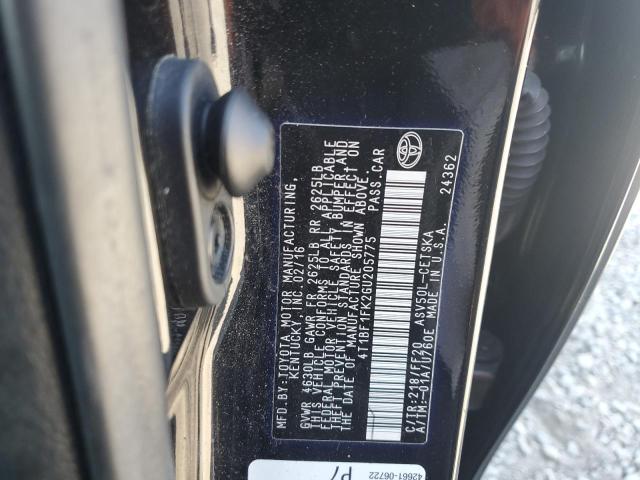 MFD.BY:TOYOTA MOTOR MANUFACTURING,
KENTUCKY, INC. 02/16
GVWR 4630LB GAWR FR 2625LB RR 2625LB
THIS VEHICLE CONFORMS TO ALL APPLICABLE
FEDERAL MOTOR VEHICLE SAFETY, BUMPER, AND
THEFT PREVENTION STANDARDS IN EFFECT ON
THE DATE OF MANUFACTURE SHOWN ABOVE.
4T1BF1FK2GU205775 PASS.CAR
C/TR:218/FF20 ASV50L-CETSKA
A/TM:-01A/U760E MADE IN U.S.A. 24362
42661-06722
P7